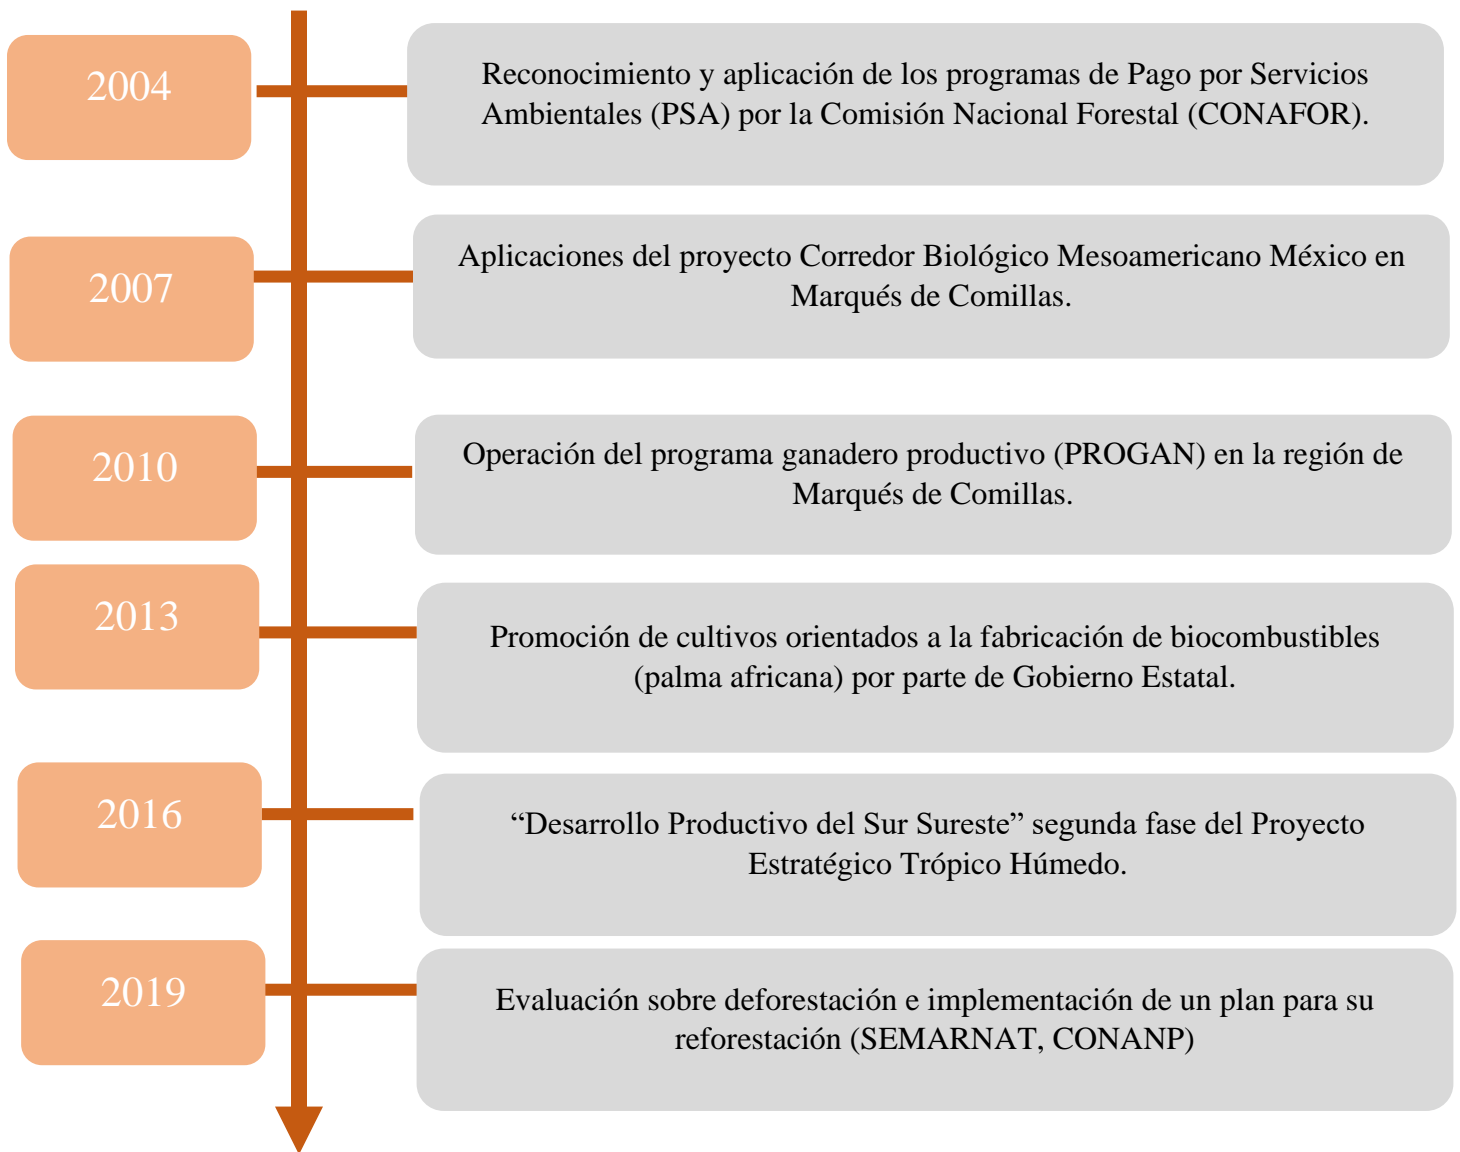 2004
Reconocimiento y aplicación de los programas de Pago por Servicios
Ambientales (PSA) por la Comisión Nacional Forestal (CONAFOR).
2007
Aplicaciones del proyecto Corredor Biológico Mesoamericano México en
Marqués de Comillas.
2010
Operación del programa ganadero productivo (PROGAN) en la región de
Marqués de Comillas.
2013
Promoción de cultivos orientados a la fabricación de biocombustibles
(palma africana) por parte de Gobierno Estatal.
2016
“Desarrollo Productivo del Sur Sureste” segunda fase del Proyecto
Estratégico Trópico Húmedo.
2019
Evaluación sobre deforestación e implementación de un plan para su
reforestación (SEMARNAT, CONANP)